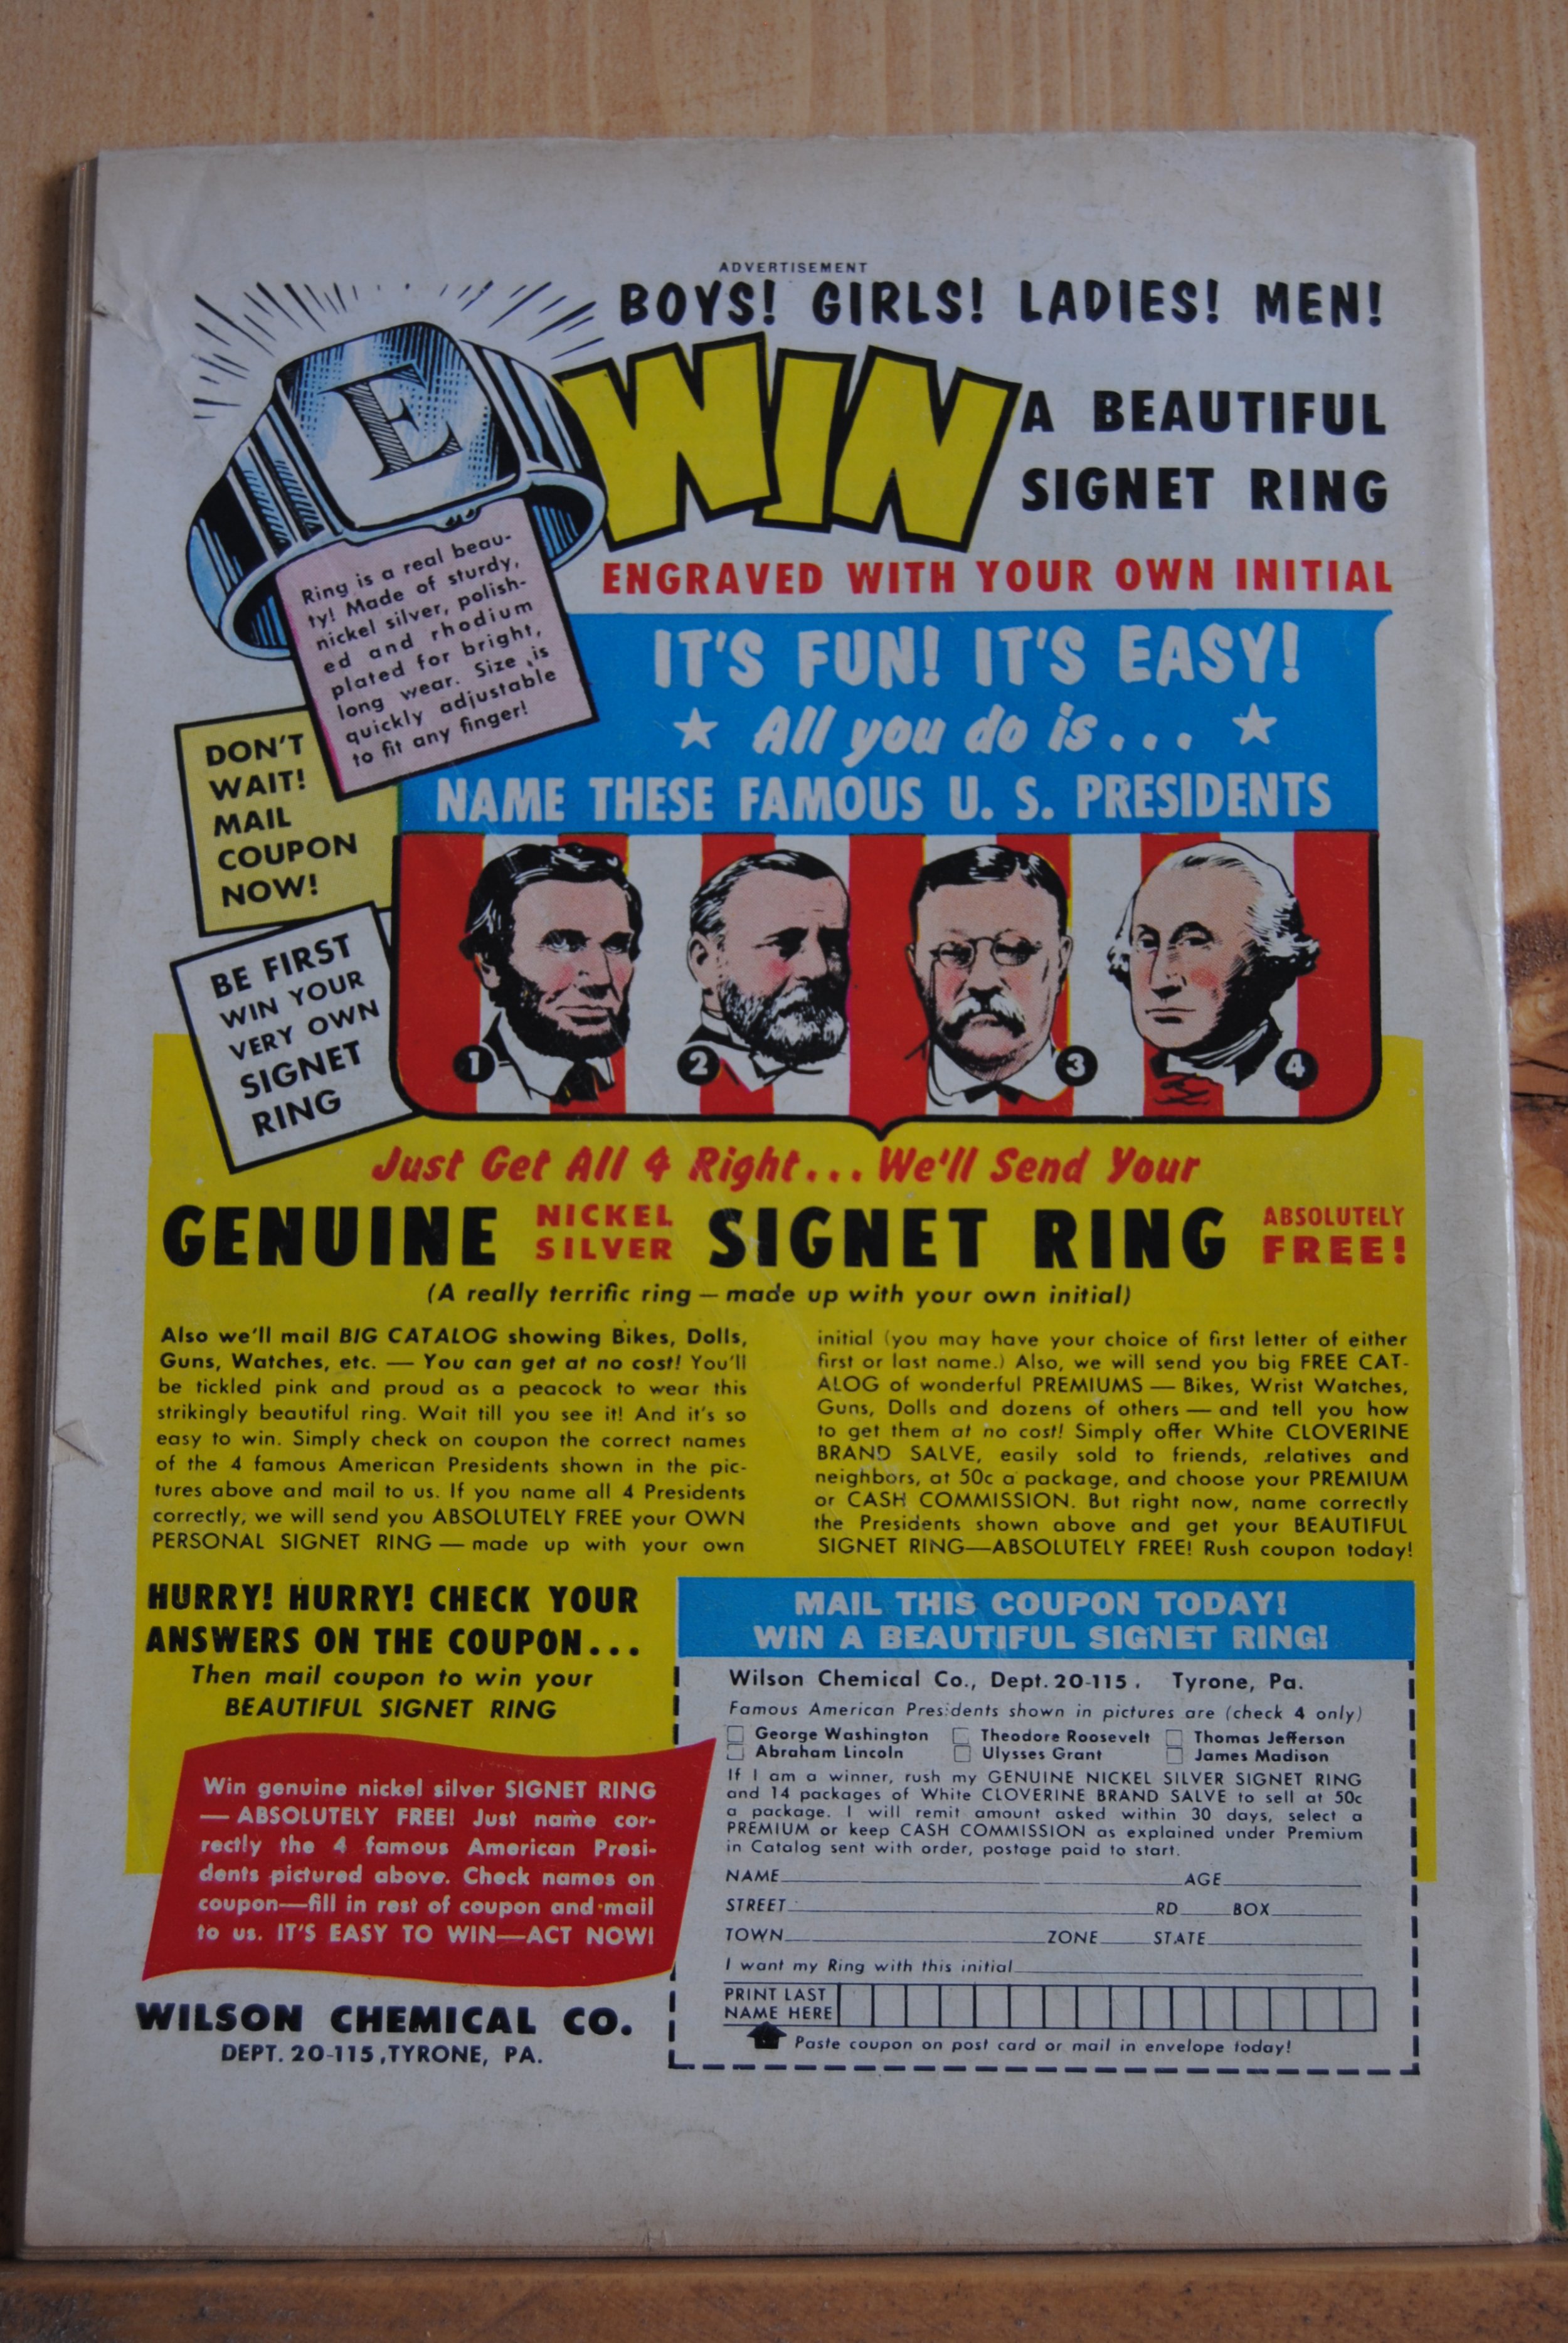 ADVERTISEMENT
BOYS! GIRLS! LADIES! MEN!
WIN
A BEAUTIFUL
SIGNET RING
ENGRAVED WITH YOUR OWN INITIAL
E
Ring is a real beau-
ty! Made of sturdy,
nickel silver, polish-
ed and rhodium
plated for bright,
long wear. Size is
quickly adjustable
to fit any finger!
IT'S FUN! IT'S EASY!
★ All you do is... ★
NAME THESE FAMOUS U. S. PRESIDENTS
DON'T
WAIT!
MAIL
COUPON
NOW!
BE FIRST
WIN YOUR
VERY OWN
SIGNET
RING
1 2 3 4
Just Get All 4 Right... We'll Send Your
GENUINE NICKEL SILVER SIGNET RING ABSOLUTELY FREE!
(A really terrific ring — made up with your own initial)
Also we'll mail BIG CATALOG showing Bikes, Dolls,
Guns, Watches, etc. — You can get at no cost! You'll
be tickled pink and proud as a peacock to wear this
strikingly beautiful ring. Wait till you see it! And it's so
easy to win. Simply check on coupon the correct names
of the 4 famous American Presidents shown in the pic-
tures above and mail to us. If you name all 4 Presidents
correctly, we will send you ABSOLUTELY FREE your OWN
PERSONAL SIGNET RING — made up with your own
initial (you may have your choice of first letter of either
first or last name.) Also, we will send you big FREE CAT-
ALOG of wonderful PREMIUMS — Bikes, Wrist Watches,
Guns, Dolls and dozens of others — and tell you how
to get them at no cost! Simply offer White CLOVERINE
BRAND SALVE, easily sold to friends, relatives and
neighbors, at 50c a package, and choose your PREMIUM
or CASH COMMISSION. But right now, name correctly
the Presidents shown above and get your BEAUTIFUL
SIGNET RING—ABSOLUTELY FREE! Rush coupon today!
HURRY! HURRY! CHECK YOUR
ANSWERS ON THE COUPON...
Then mail coupon to win your
BEAUTIFUL SIGNET RING
Win genuine nickel silver SIGNET RING
— ABSOLUTELY FREE! Just name cor-
rectly the 4 famous American Presi-
dents pictured above. Check names on
coupon—fill in rest of coupon and mail
to us. IT'S EASY TO WIN—ACT NOW!
WILSON CHEMICAL CO.
DEPT. 20-115, TYRONE, PA.
MAIL THIS COUPON TODAY!
WIN A BEAUTIFUL SIGNET RING!
Wilson Chemical Co., Dept. 20-115, Tyrone, Pa.
Famous American Presidents shown in pictures are (check 4 only)
George Washington Theodore Roosevelt Thomas Jefferson
Abraham Lincoln Ulysses Grant James Madison
If I am a winner, rush my GENUINE NICKEL SILVER SIGNET RING
and 14 packages of White CLOVERINE BRAND SALVE to sell at 50c
a package. I will remit amount asked within 30 days, select a
PREMIUM or keep CASH COMMISSION as explained under Premium
in Catalog sent with order, postage paid to start.
NAME AGE
STREET RD BOX
TOWN ZONE STATE
I want my Ring with this initial
PRINT LAST
NAME HERE
Paste coupon on post card or mail in envelope today!